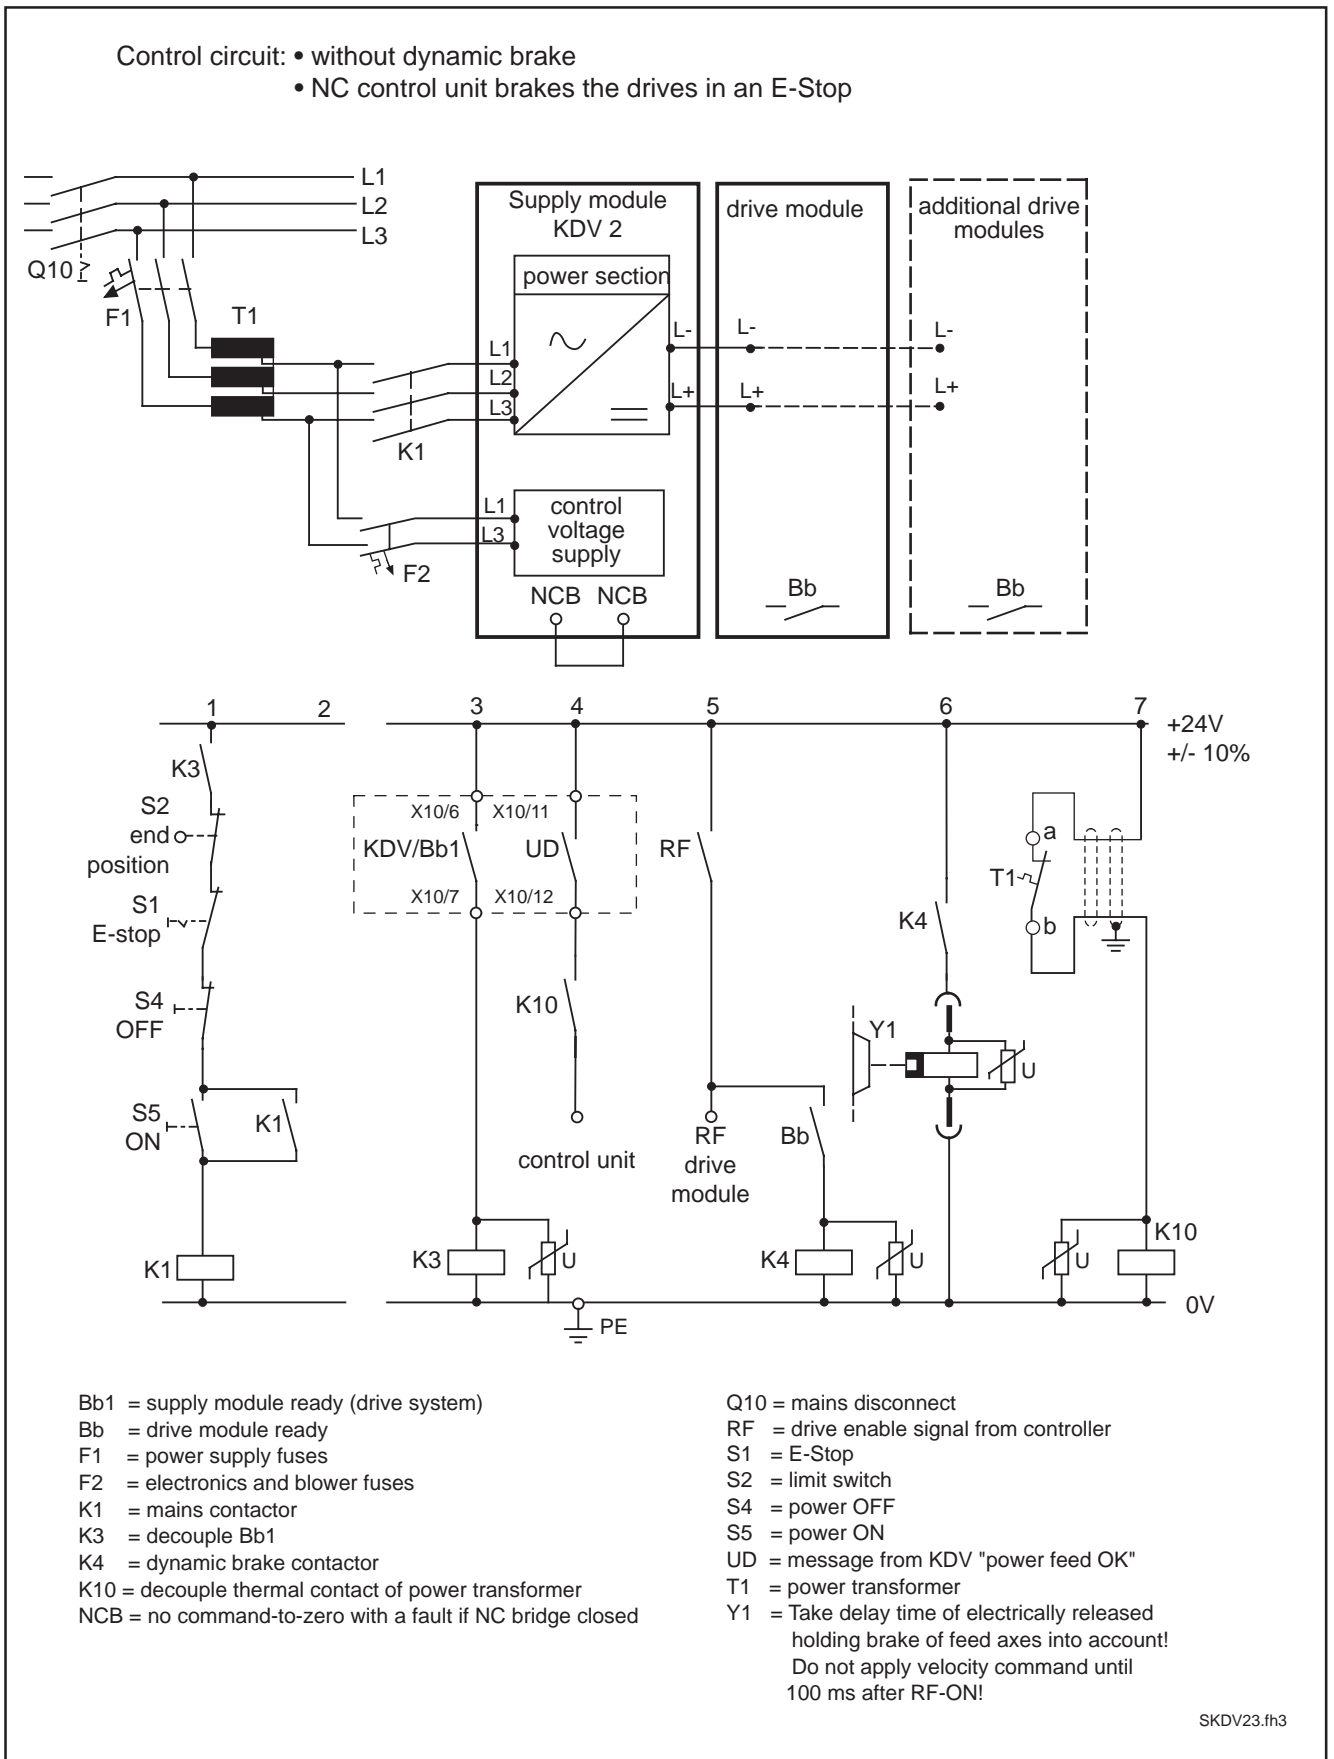 Control circuit: • without dynamic brake
• NC control unit brakes the drives in an E-Stop
L1
L2
L3
Q10
F1
T1
K1
F2
Supply module
KDV 2
power section
L1
L2
L3
L-
L+
control
voltage
supply
L1
L3
NCB NCB
drive module
L-
L+
Bb
additional drive
modules
L-
L+
Bb
1 2 3 4 5 6 7
+24V
+/- 10%
K3
S2
end
position
S1
E-stop
S4
OFF
S5
ON
K1
K1
X10/6 X10/11
KDV/Bb1 UD
X10/7 X10/12
K10
control unit
K3
U
PE
RF
RF
drive
module
Bb
K4
U
K4
Y1
U
a
T1
b
U
K10
0V
Bb1 = supply module ready (drive system)
Bb = drive module ready
F1 = power supply fuses
F2 = electronics and blower fuses
K1 = mains contactor
K3 = decouple Bb1
K4 = dynamic brake contactor
K10 = decouple thermal contact of power transformer
NCB = no command-to-zero with a fault if NC bridge closed
Q10 = mains disconnect
RF = drive enable signal from controller
S1 = E-Stop
S2 = limit switch
S4 = power OFF
S5 = power ON
UD = message from KDV "power feed OK"
T1 = power transformer
Y1 = Take delay time of electrically released
holding brake of feed axes into account!
Do not apply velocity command until
100 ms after RF-ON!
SKDV23.fh3